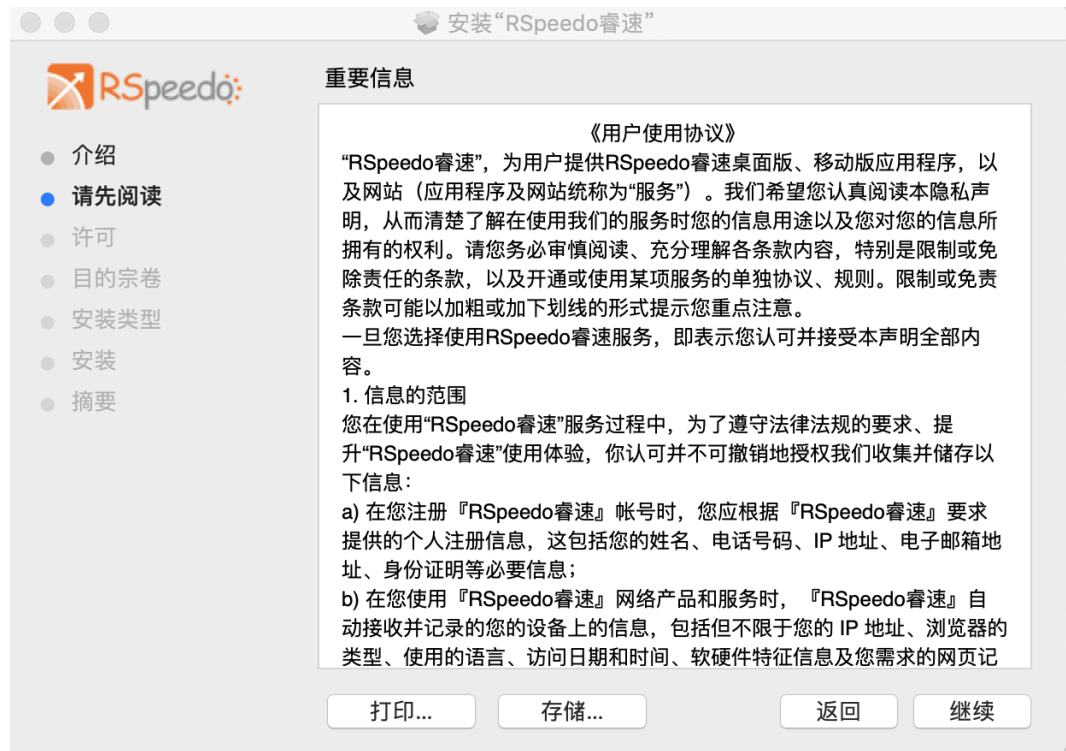 安装“RSpeedo睿速”
RSpeedo
重要信息
介绍
请先阅读
许可
目的宗卷
安装类型
安装
摘要
《用户使用协议》
“RSpeedo睿速”，为用户提供RSpeedo睿速桌面版、移动版应用程序，以
及网站（应用程序及网站统称为“服务”）。我们希望您认真阅读本隐私声
明，从而清楚了解在使用我们的服务时您的信息用途以及您对您的信息所
拥有的权利。请您务必审慎阅读、充分理解各条款内容，特别是限制或免
除责任的条款，以及开通或使用某项服务的单独协议、规则。限制或免责
条款可能以加粗或加下划线的形式提示您重点注意。
一旦您选择使用RSpeedo睿速服务，即表示您认可并接受本声明全部内
容。
1. 信息的范围
您在使用“RSpeedo睿速”服务过程中，为了遵守法律法规的要求、提
升“RSpeedo睿速”使用体验，你认可并不可撤销地授权我们收集并储存以
下信息：
a) 在您注册『RSpeedo睿速』帐号时，您应根据『RSpeedo睿速』要求
提供的个人注册信息，这包括您的姓名、电话号码、IP 地址、电子邮箱地
址、身份证明等必要信息；
b) 在您使用『RSpeedo睿速』网络产品和服务时，『RSpeedo睿速』自
动接收并记录的您的设备上的信息，包括但不限于您的 IP 地址、浏览器的
类型、使用的语言、访问日期和时间、软硬件特征信息及您需求的网页记
打印...
存储...
返回
继续